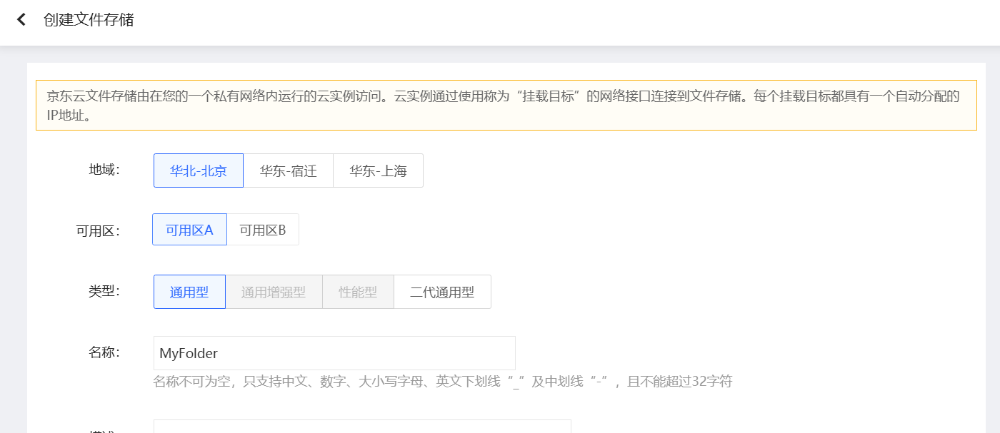 创建文件存储
京东云文件存储由在您的一个私有网络内运行的云实例访问。云实例通过使用称为“挂载目标”的网络接口连接到文件存储。每个挂载目标都具有一个自动分配的
IP地址。
地域： 华北-北京 华东-宿迁 华东-上海
可用区： 可用区A 可用区B
类型： 通用型 通用增强型 性能型 二代通用型
名称： MyFolder
名称不可为空，只支持中文、数字、大小写字母、英文下划线“_”及中划线“-”，且不能超过32字符